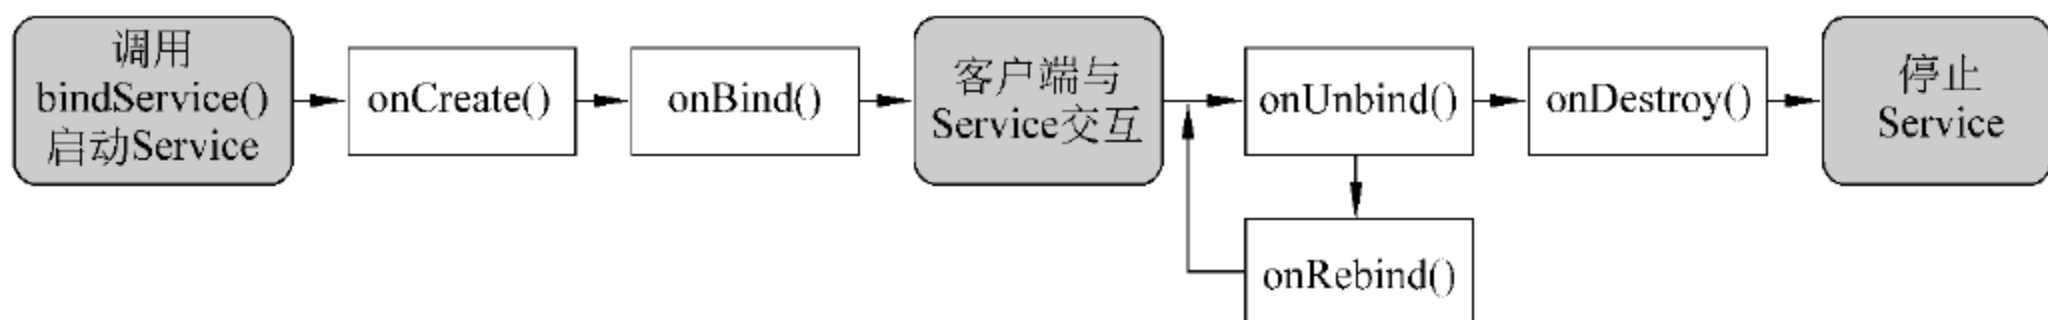 调用
bindService()
启动Service
onCreate()
onBind()
客户端与
Service交互
onUnbind()
onDestroy()
停止
Service
onRebind()